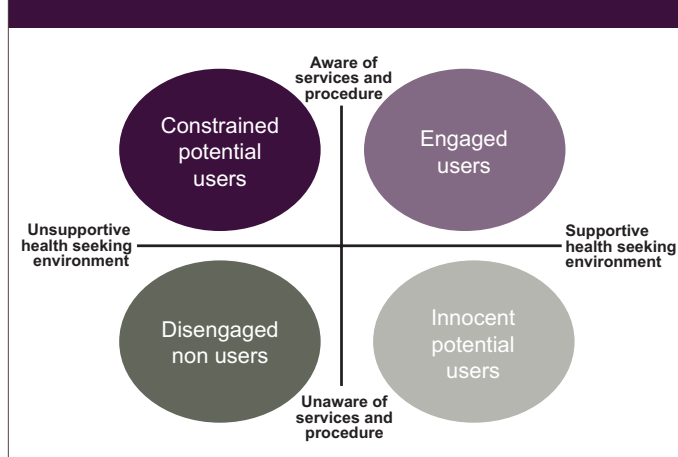 Aware of
services and
procedure
Constrained
potential
users
Engaged
users
Unsupportive
health seeking
environment
Supportive
health seeking
environment
Disengaged
non users
Innocent
potential
users
Unaware of
services and
procedure